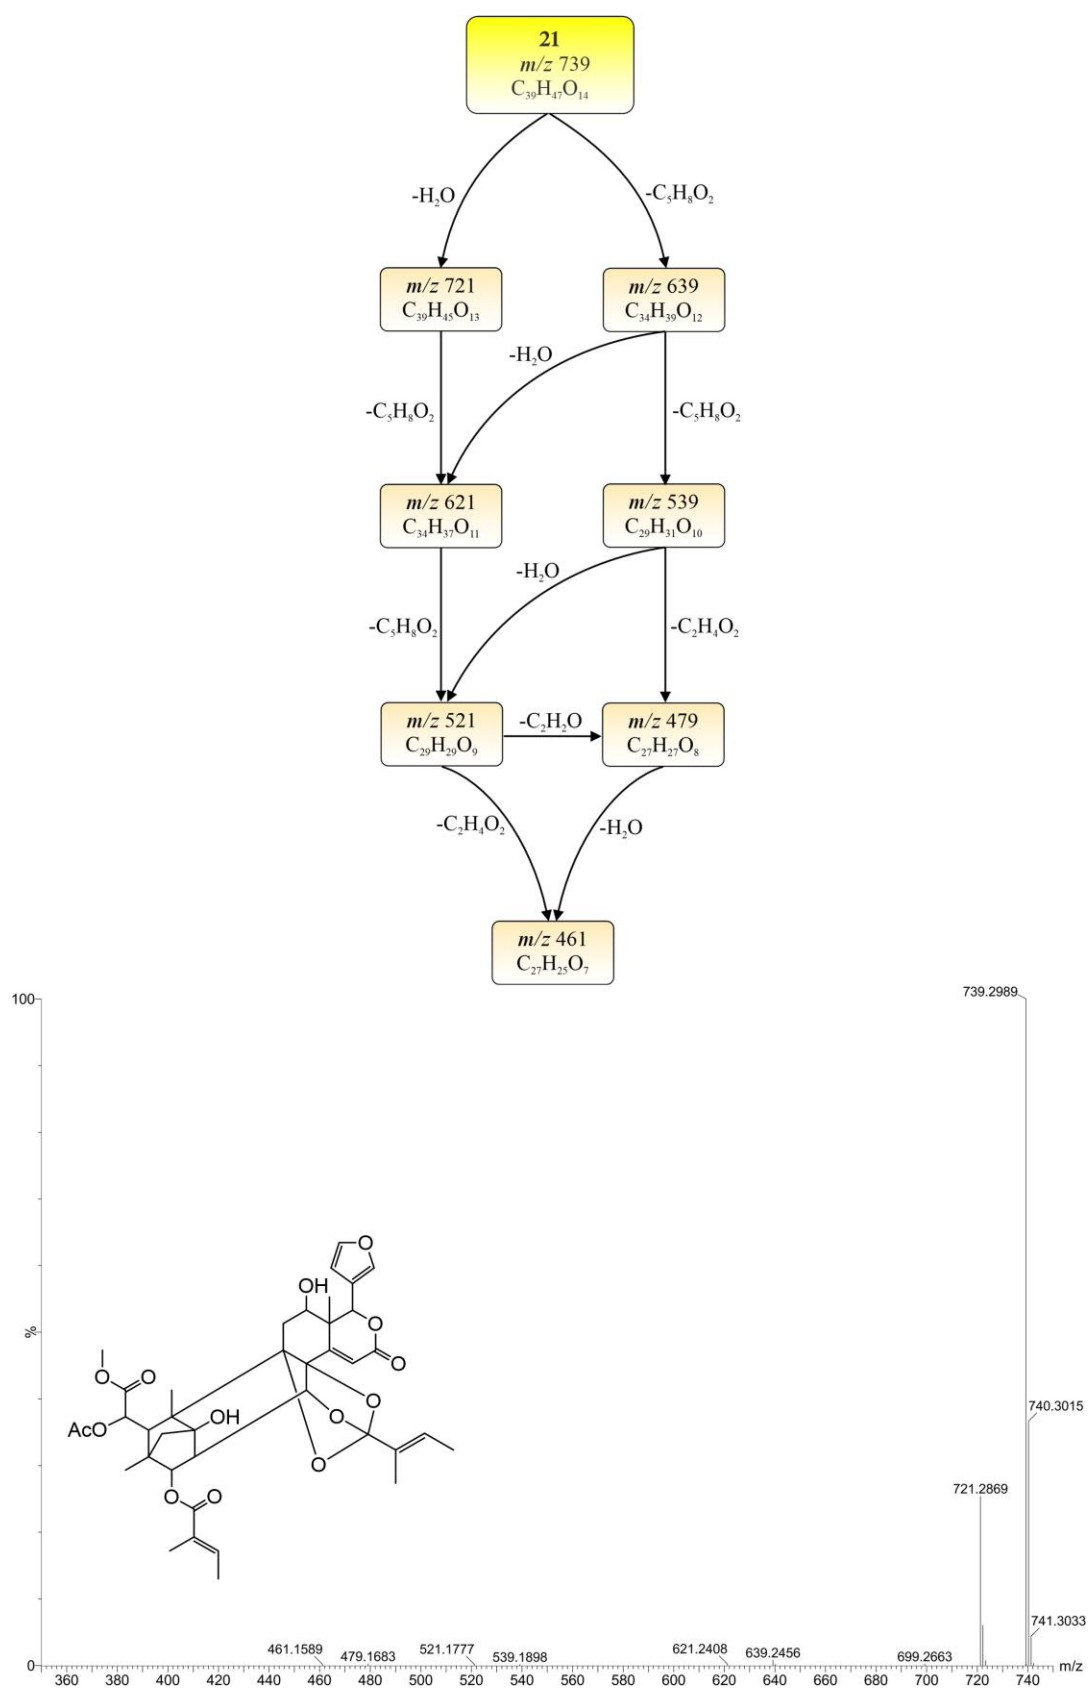 21
m/z 739
C₃₉H₄₇O₁₄
-H₂O
-C₅H₈O₂
m/z 721
C₃₉H₄₅O₁₃
m/z 639
C₃₄H₃₉O₁₂
-H₂O
-C₅H₈O₂
-C₅H₈O₂
m/z 621
C₃₄H₃₇O₁₁
m/z 539
C₂₉H₃₁O₁₀
-H₂O
-C₅H₈O₂
-C₂H₄O₂
m/z 521
C₂₉H₂₉O₉
-C₂H₂O
m/z 479
C₂₇H₂₇O₈
-C₂H₄O₂
-H₂O
m/z 461
C₂₇H₂₅O₇
100
739.2989
O
OH
O
O
%
O
O
O
740.3015
AcO
OH
O
O
O
721.2869
O
O
741.3033
461.1589
479.1683
521.1777
539.1898
621.2408
639.2456
699.2663
0
m/z
360 380 400 420 440 460 480 500 520 540 560 580 600 620 640 660 680 700 720 740